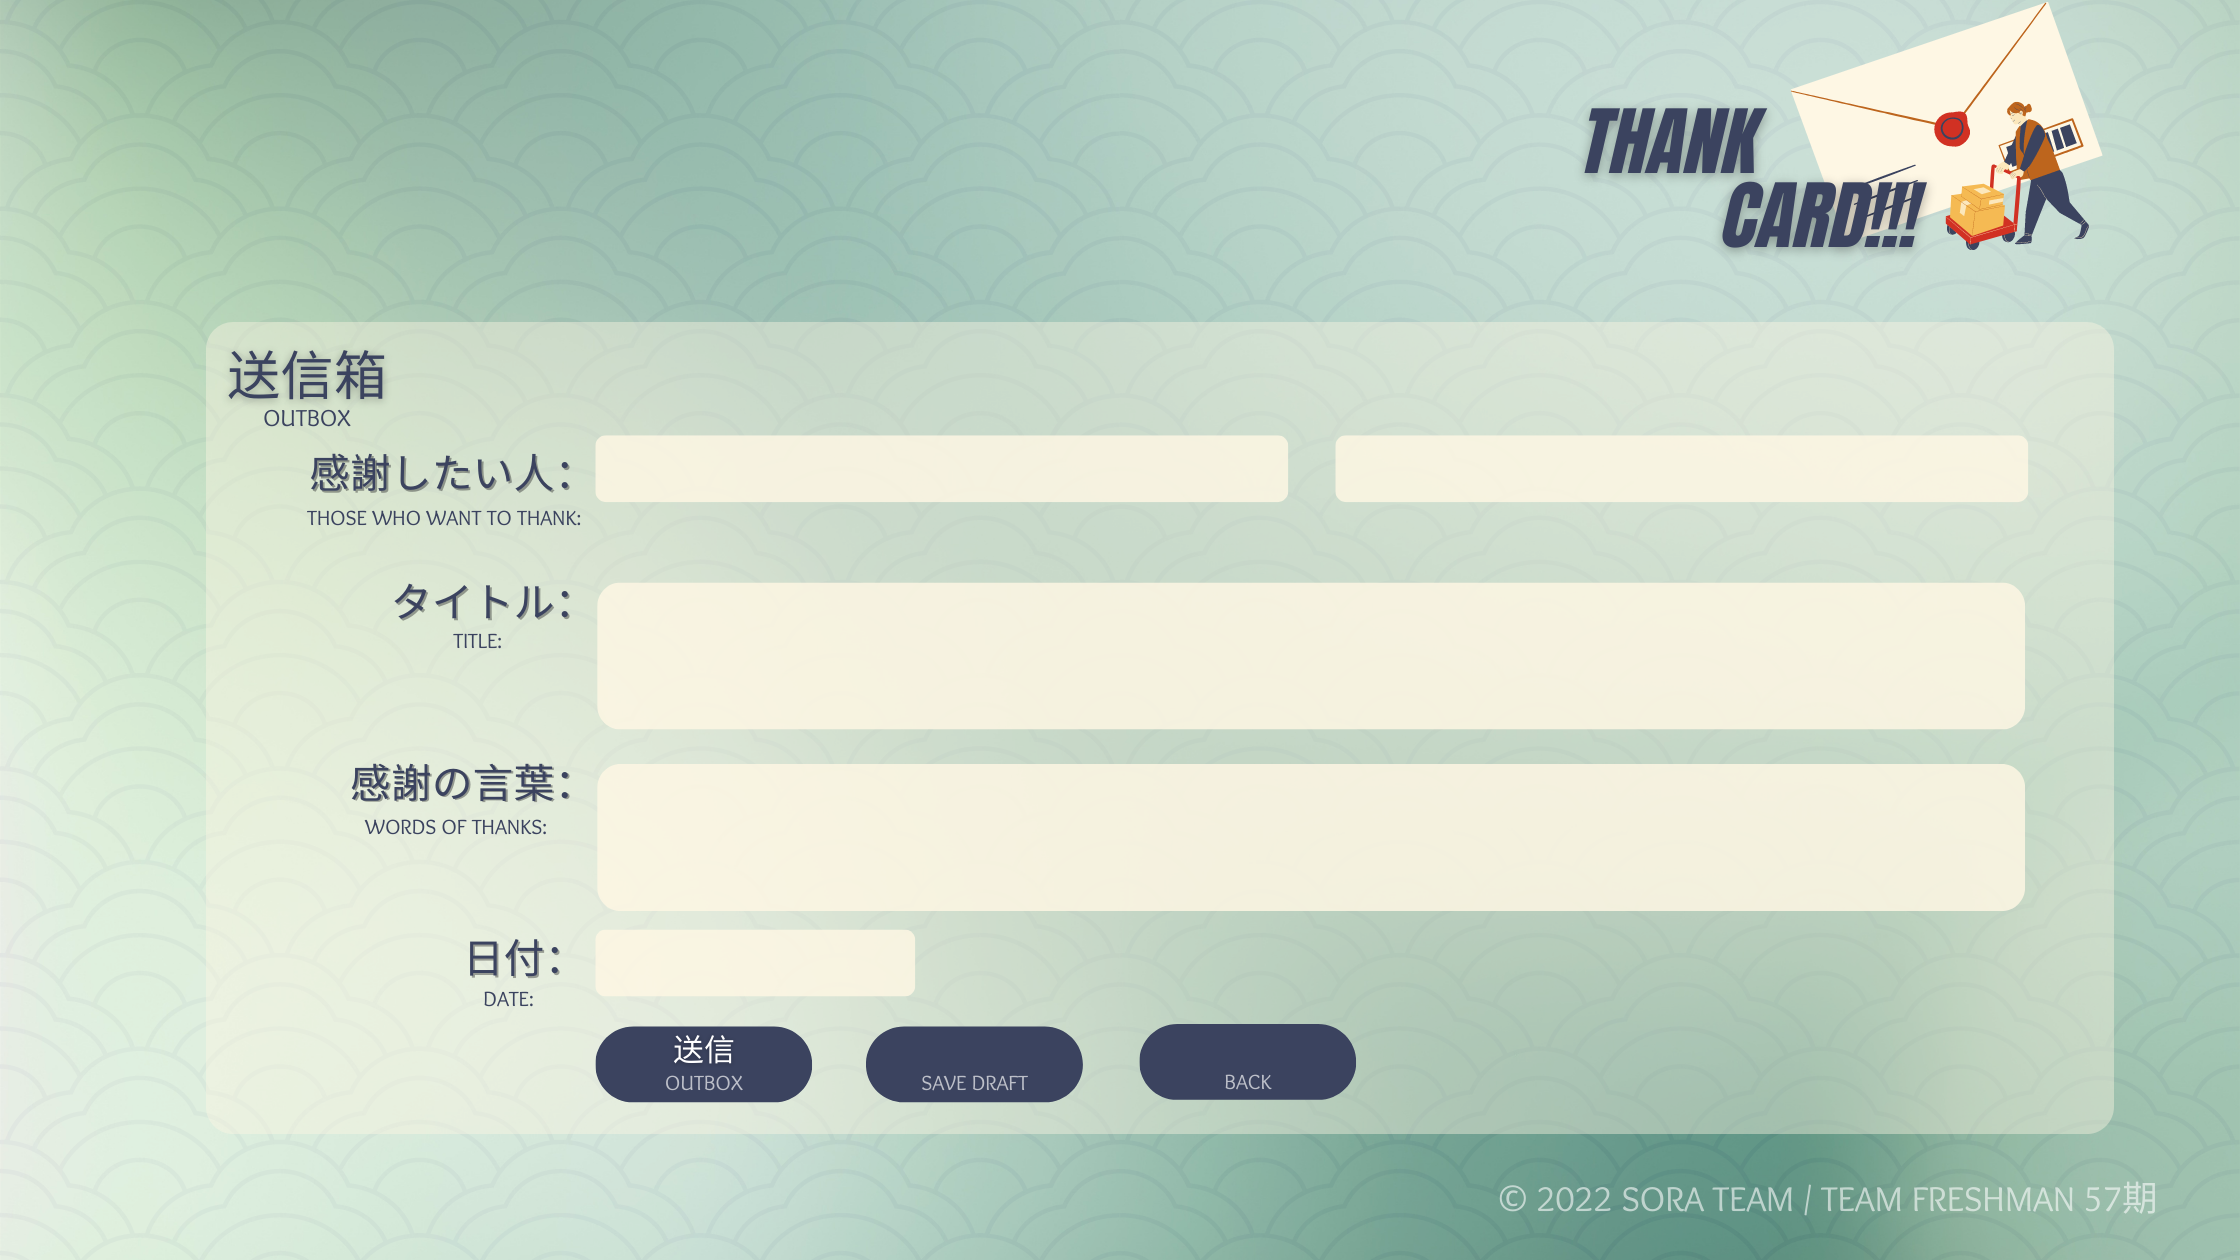 THANK
CARD!!!
送信箱
OUTBOX
感謝したい人：
THOSE WHO WANT TO THANK:
タイトル：
TITLE:
感謝の言葉：
WORDS OF THANKS:
日付：
DATE:
送信
OUTBOX
SAVE DRAFT
BACK
© 2022 SORA TEAM / TEAM FRESHMAN 57期